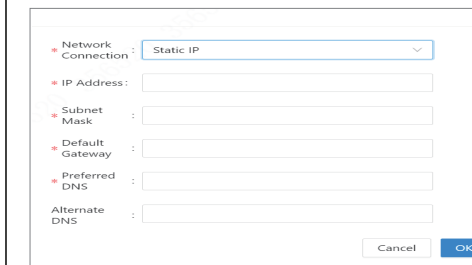 * Network
Connection : Static IP
* IP Address :
* Subnet
Mask :
* Default
Gateway :
* Preferred
DNS :
Alternate
DNS :
Cancel OK